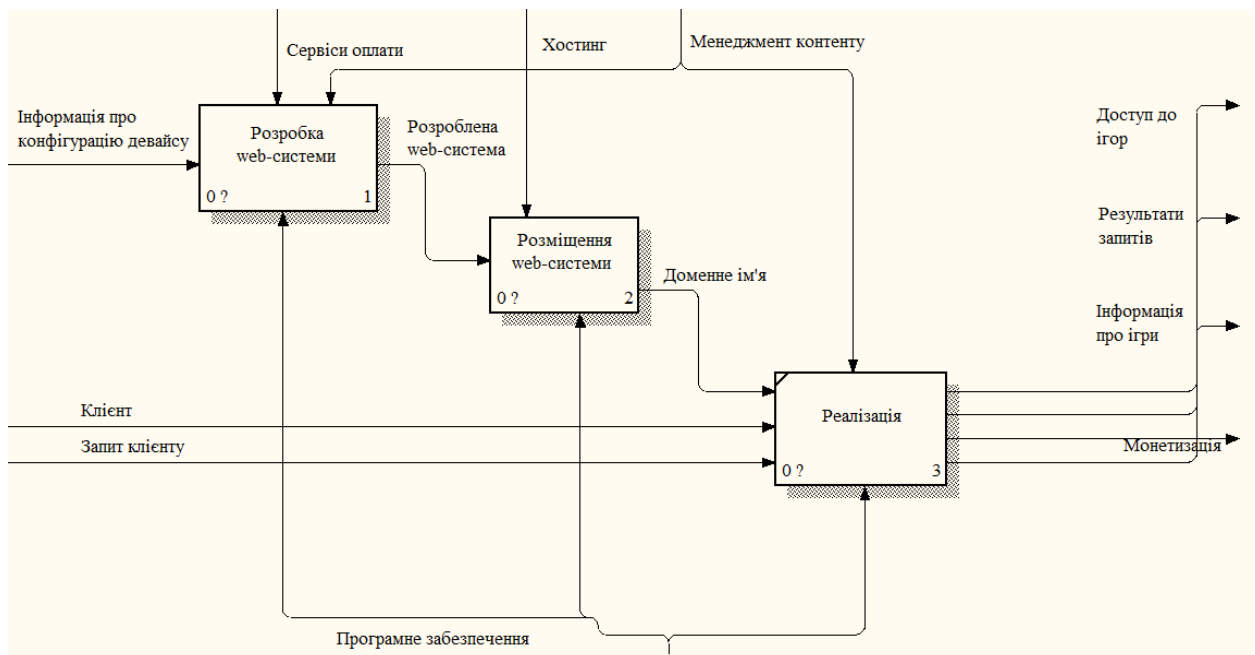 Сервіси оплати
Хостинг
Менеджмент контенту
Інформація про
конфігурацію девайсу
Розробка
web-системи
0 ?
1
Розроблена
web-система
Доступ до
ігор
Розміщення
web-системи
0 ?
2
Результати
запитів
Доменне ім'я
Інформація
про ігри
Клієнт
Запит клієнту
Реалізація
0 ?
3
Монетизація
Програмне забезпечення